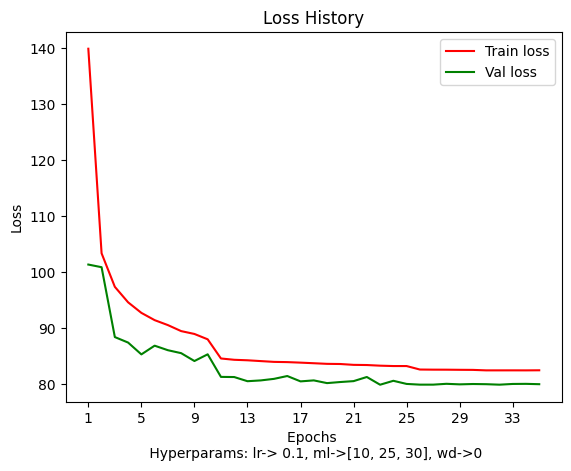 Loss History
Train loss
Val loss
Loss
140
130
120
110
100
90
80
1 5 9 13 17 21 25 29 33
Epochs
Hyperparams: lr-> 0.1, ml->[10, 25, 30], wd->0